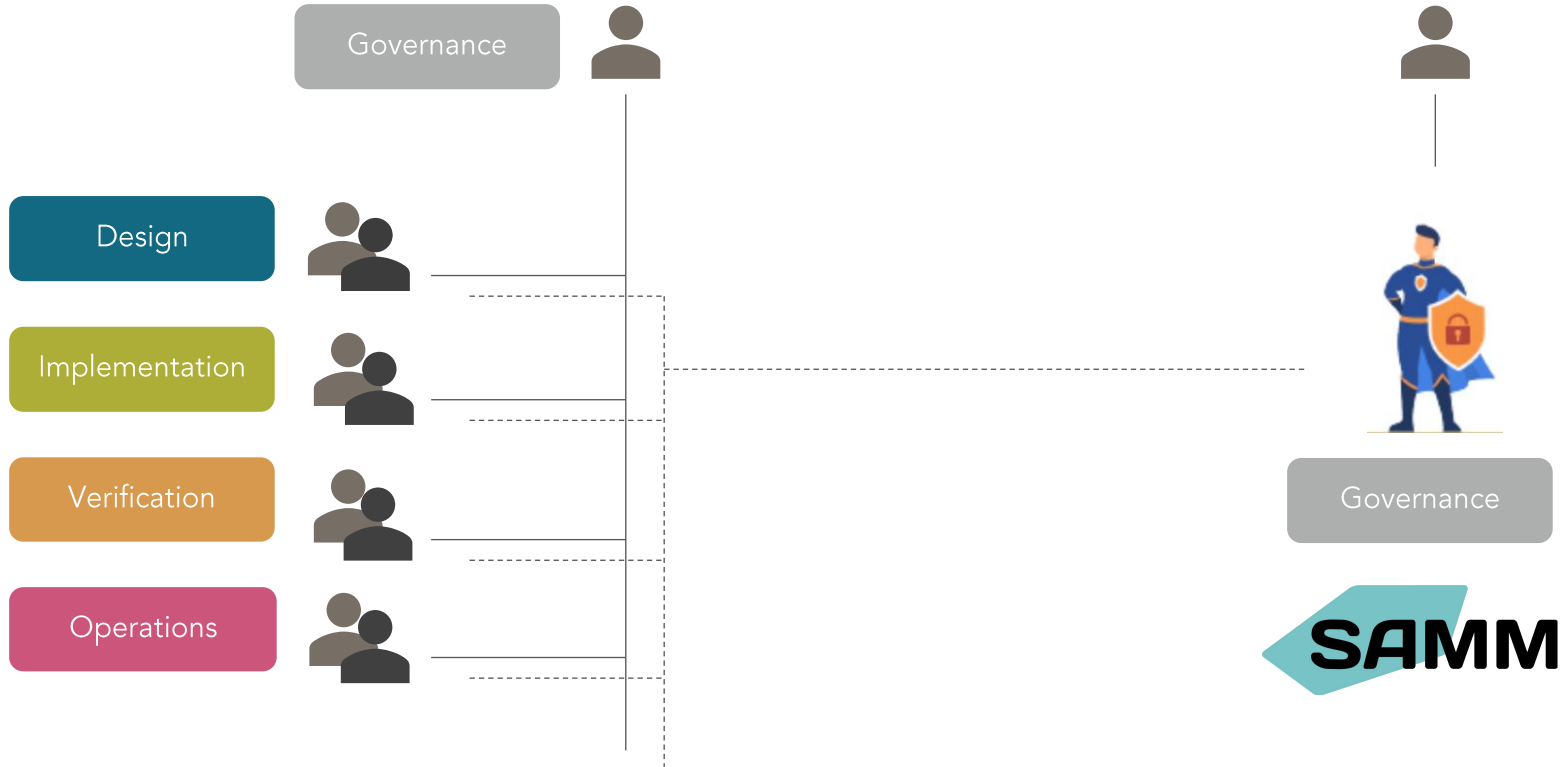 Governance
Design
Implementation
Verification
Operations
Governance
SAMM